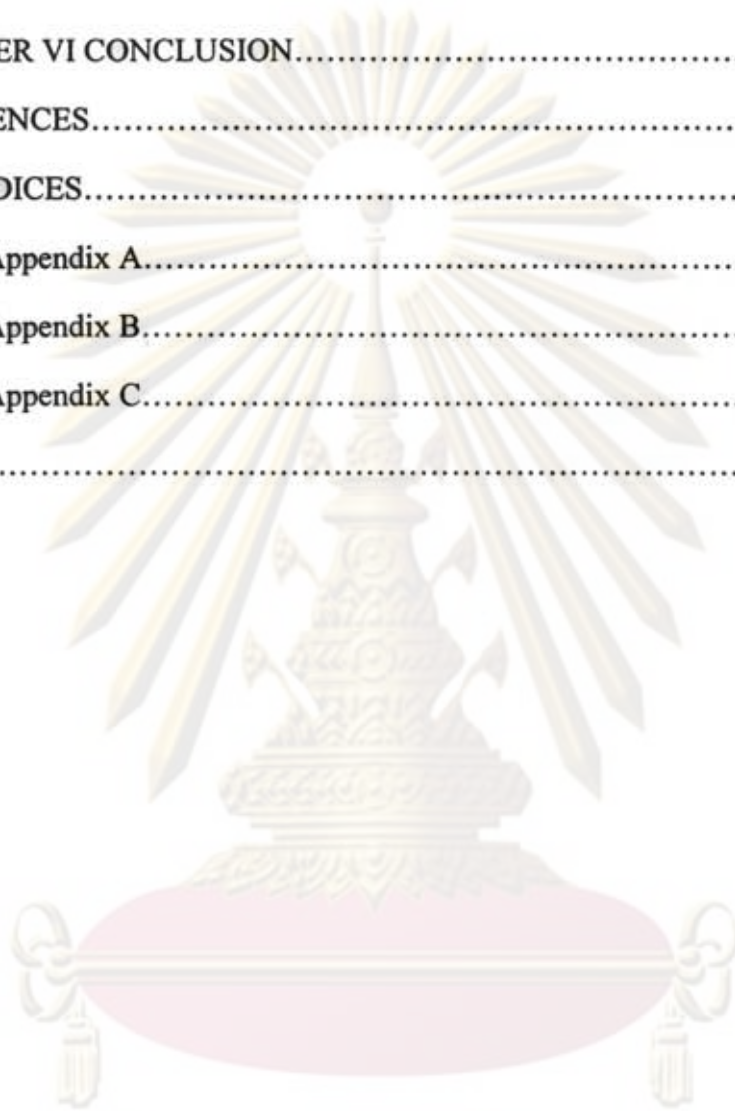 ER VI CONCLUSION........................................
ENCES................................................................
DICES................................................................
Appendix A........................................................
Appendix B........................................................
Appendix C........................................................
........................................................................